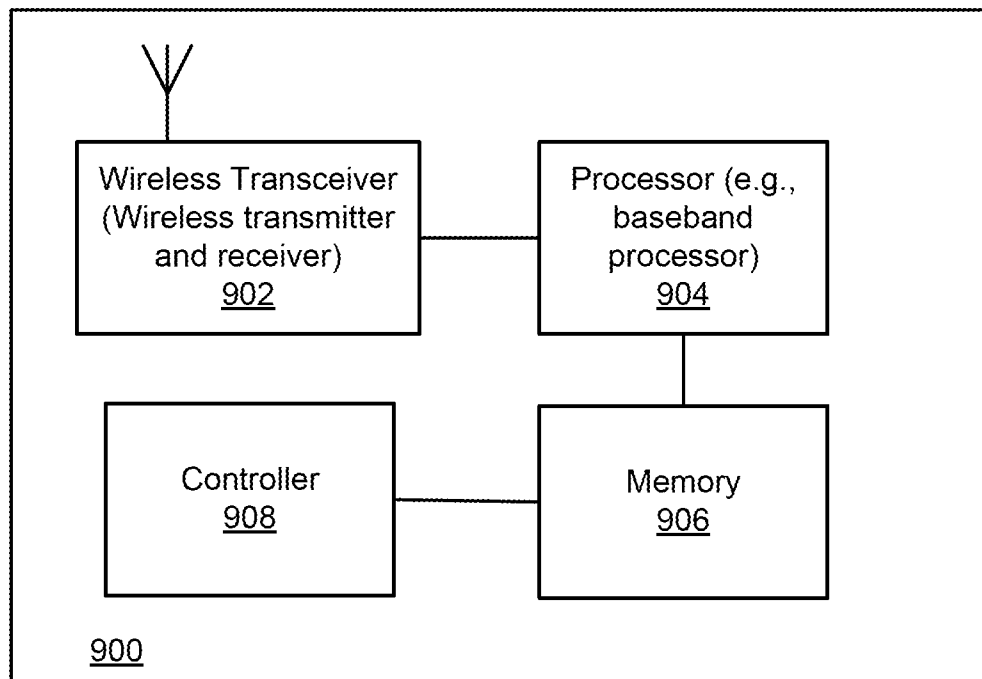 Wireless Transceiver
(Wireless transmitter
and receiver)
902
Processor (e.g.,
baseband
processor)
904
Controller
908
Memory
906
900